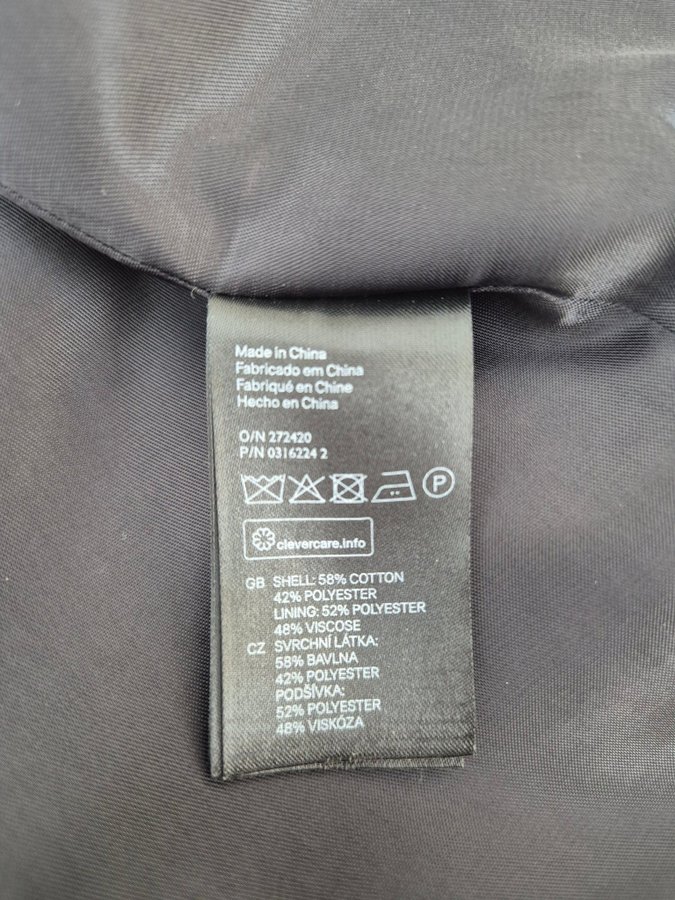 Made in China
Fabricado em China
Fabriqué en Chine
Hecho en China
O/N 272420
P/N 0316224 2
P
clevercare.info
GB SHELL: 58% COTTON
42% POLYESTER
LINING: 52% POLYESTER
48% VISCOSE
CZ SVRCHNÍ LÁTKA:
58% BAVLNA
42% POLYESTER
PODŠÍVKA:
52% POLYESTER
48% VISKÓZA